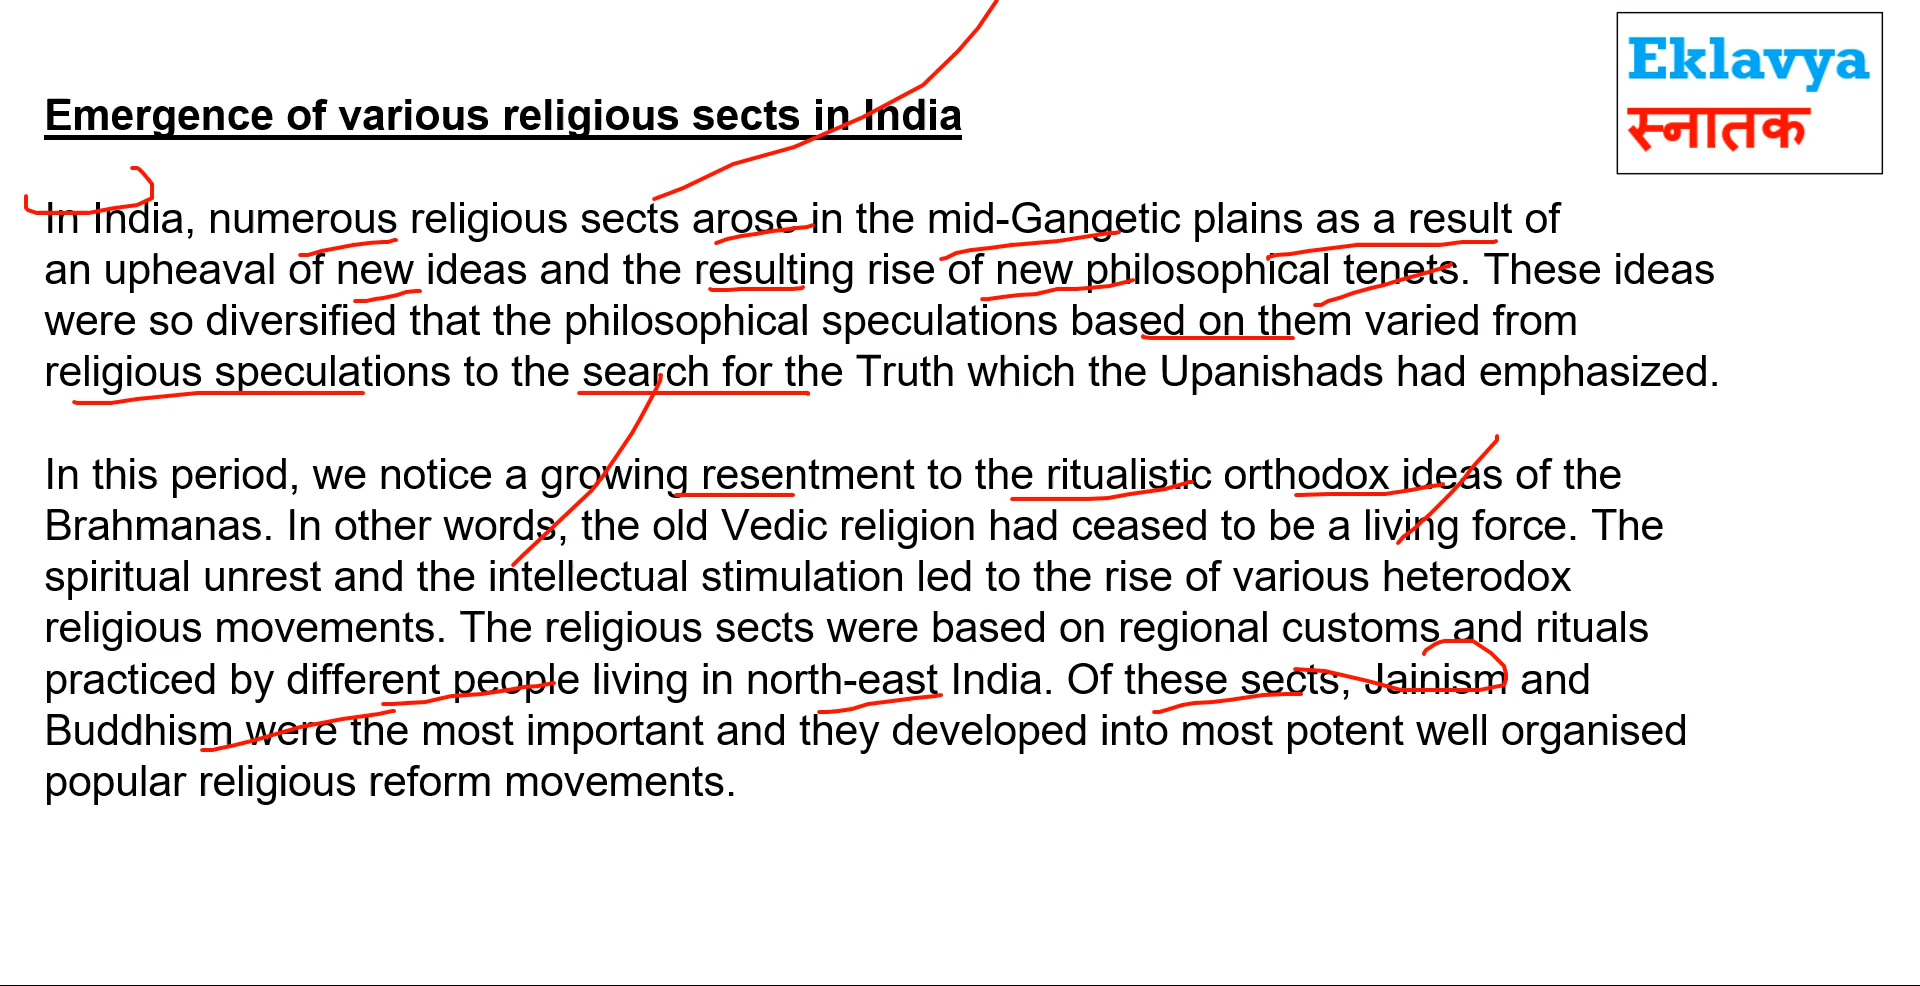 Eklavya
स्नातक
Emergence of various religious sects in India
In India, numerous religious sects arose in the mid-Gangetic plains as a result of
an upheaval of new ideas and the resulting rise of new philosophical tenets. These ideas
were so diversified that the philosophical speculations based on them varied from
religious speculations to the search for the Truth which the Upanishads had emphasized.
In this period, we notice a growing resentment to the ritualistic orthodox ideas of the
Brahmanas. In other words, the old Vedic religion had ceased to be a living force. The
spiritual unrest and the intellectual stimulation led to the rise of various heterodox
religious movements. The religious sects were based on regional customs and rituals
practiced by different people living in north-east India. Of these sects, Jainism and
Buddhism were the most important and they developed into most potent well organised
popular religious reform movements.